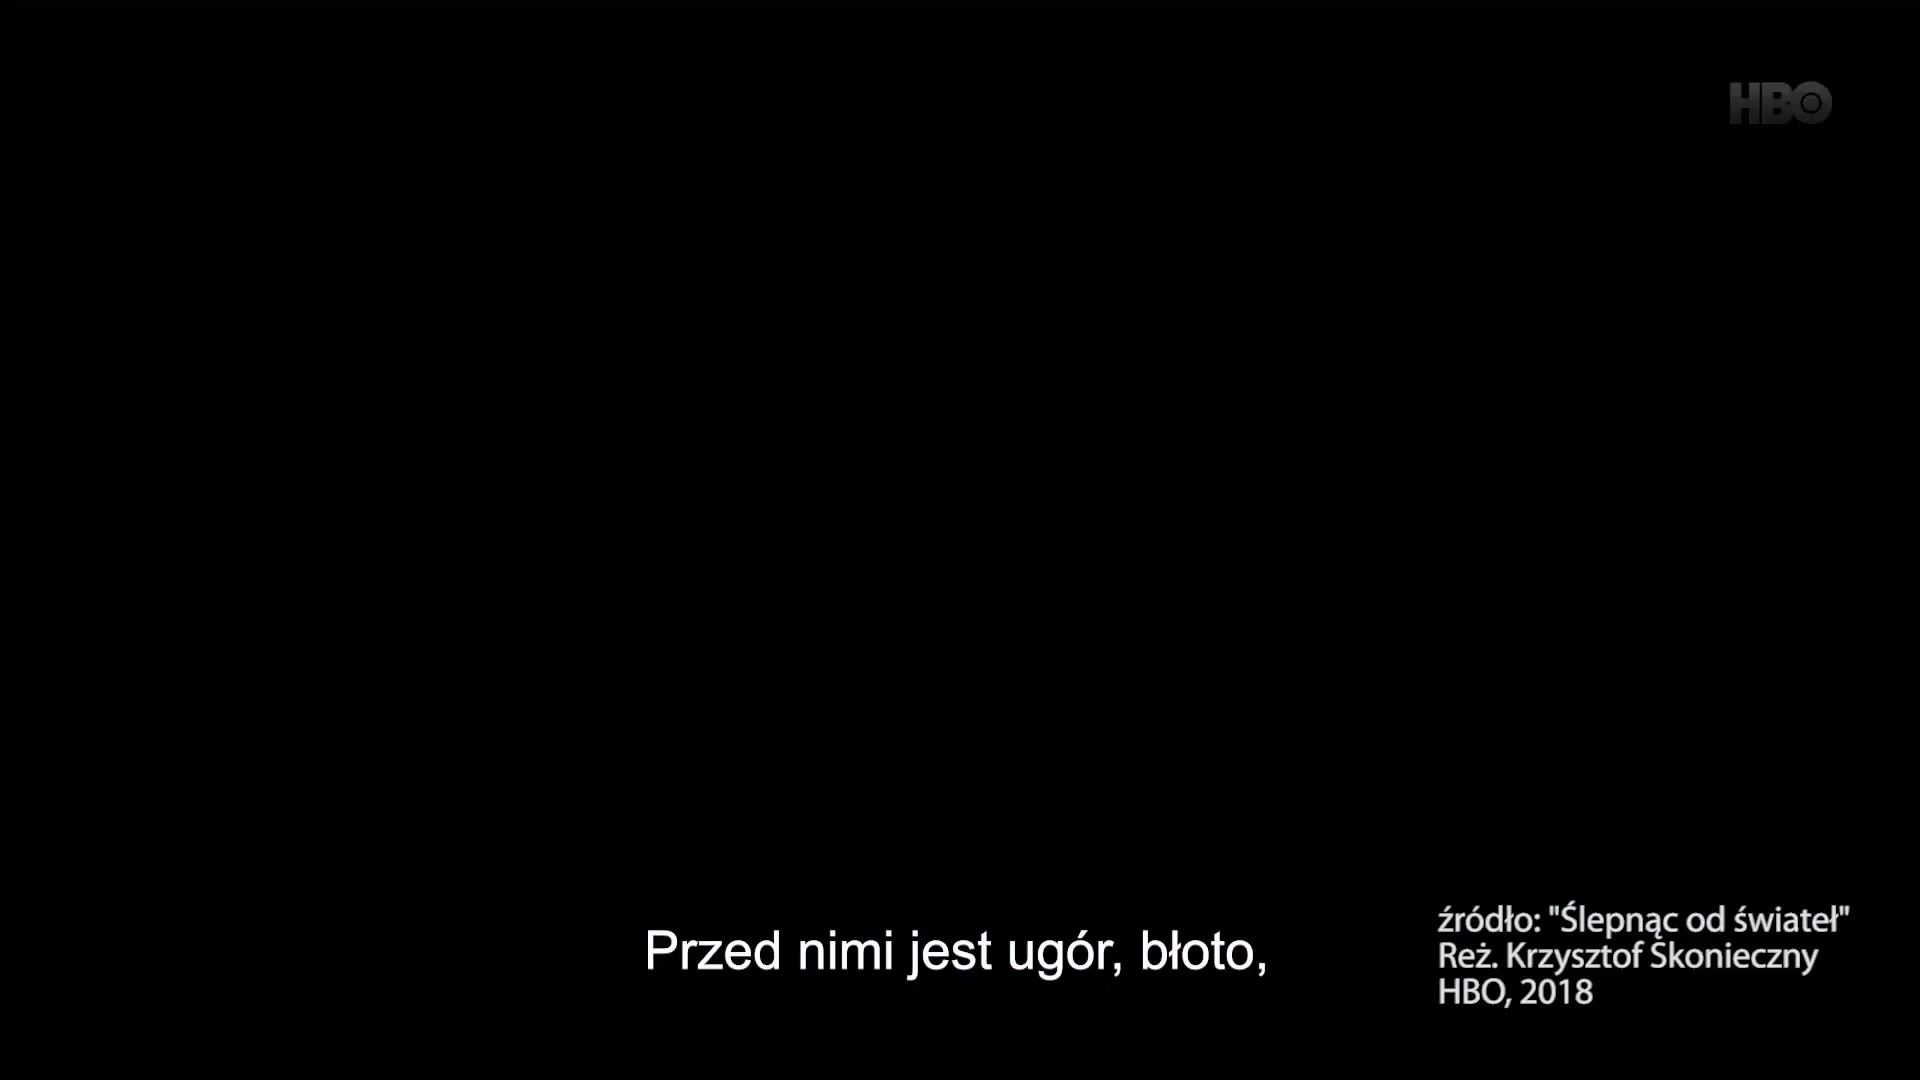 HBO
Przed nimi jest ugór, błoto,
źródło: "Ślepnąc od świateł"
Reż. Krzysztof Skonieczny
HBO, 2018